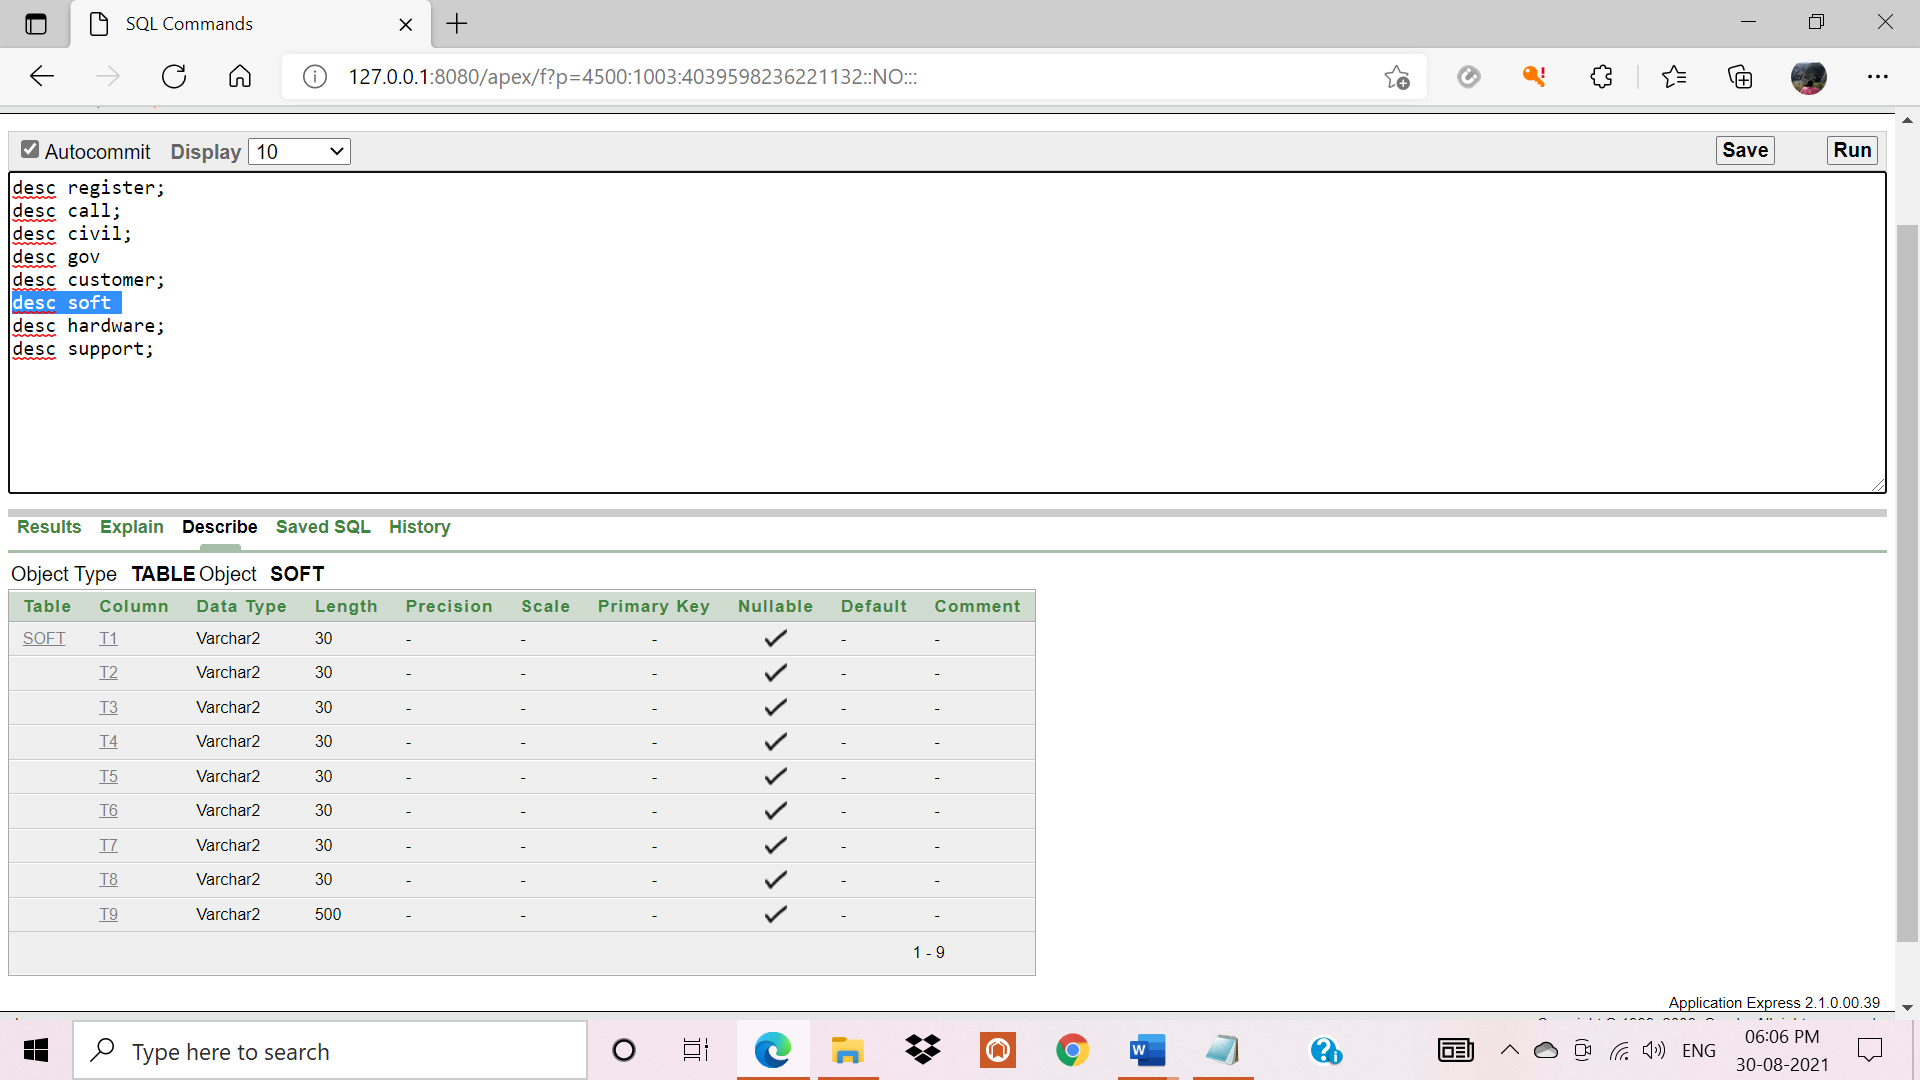 SQL Commands
127.0.0.1:8080/apex/f?p=4500:1003:4039598236221132::NO:::
Autocommit Display 10 Save Run
desc register;
desc call;
desc civil;
desc gov
desc customer;
desc soft
desc hardware;
desc support;
Results Explain Describe Saved SQL History
Object Type TABLE Object SOFT
Table Column Data Type Length Precision Scale Primary Key Nullable Default Comment
SOFT T1 Varchar2 30 - - - - -
T2 Varchar2 30 - - - - -
T3 Varchar2 30 - - - - -
T4 Varchar2 30 - - - - -
T5 Varchar2 30 - - - - -
T6 Varchar2 30 - - - - -
T7 Varchar2 30 - - - - -
T8 Varchar2 30 - - - - -
T9 Varchar2 500 - - - - -
1 - 9
Application Express 2.1.0.00.39
Type here to search
W
ENG
06:06 PM
30-08-2021